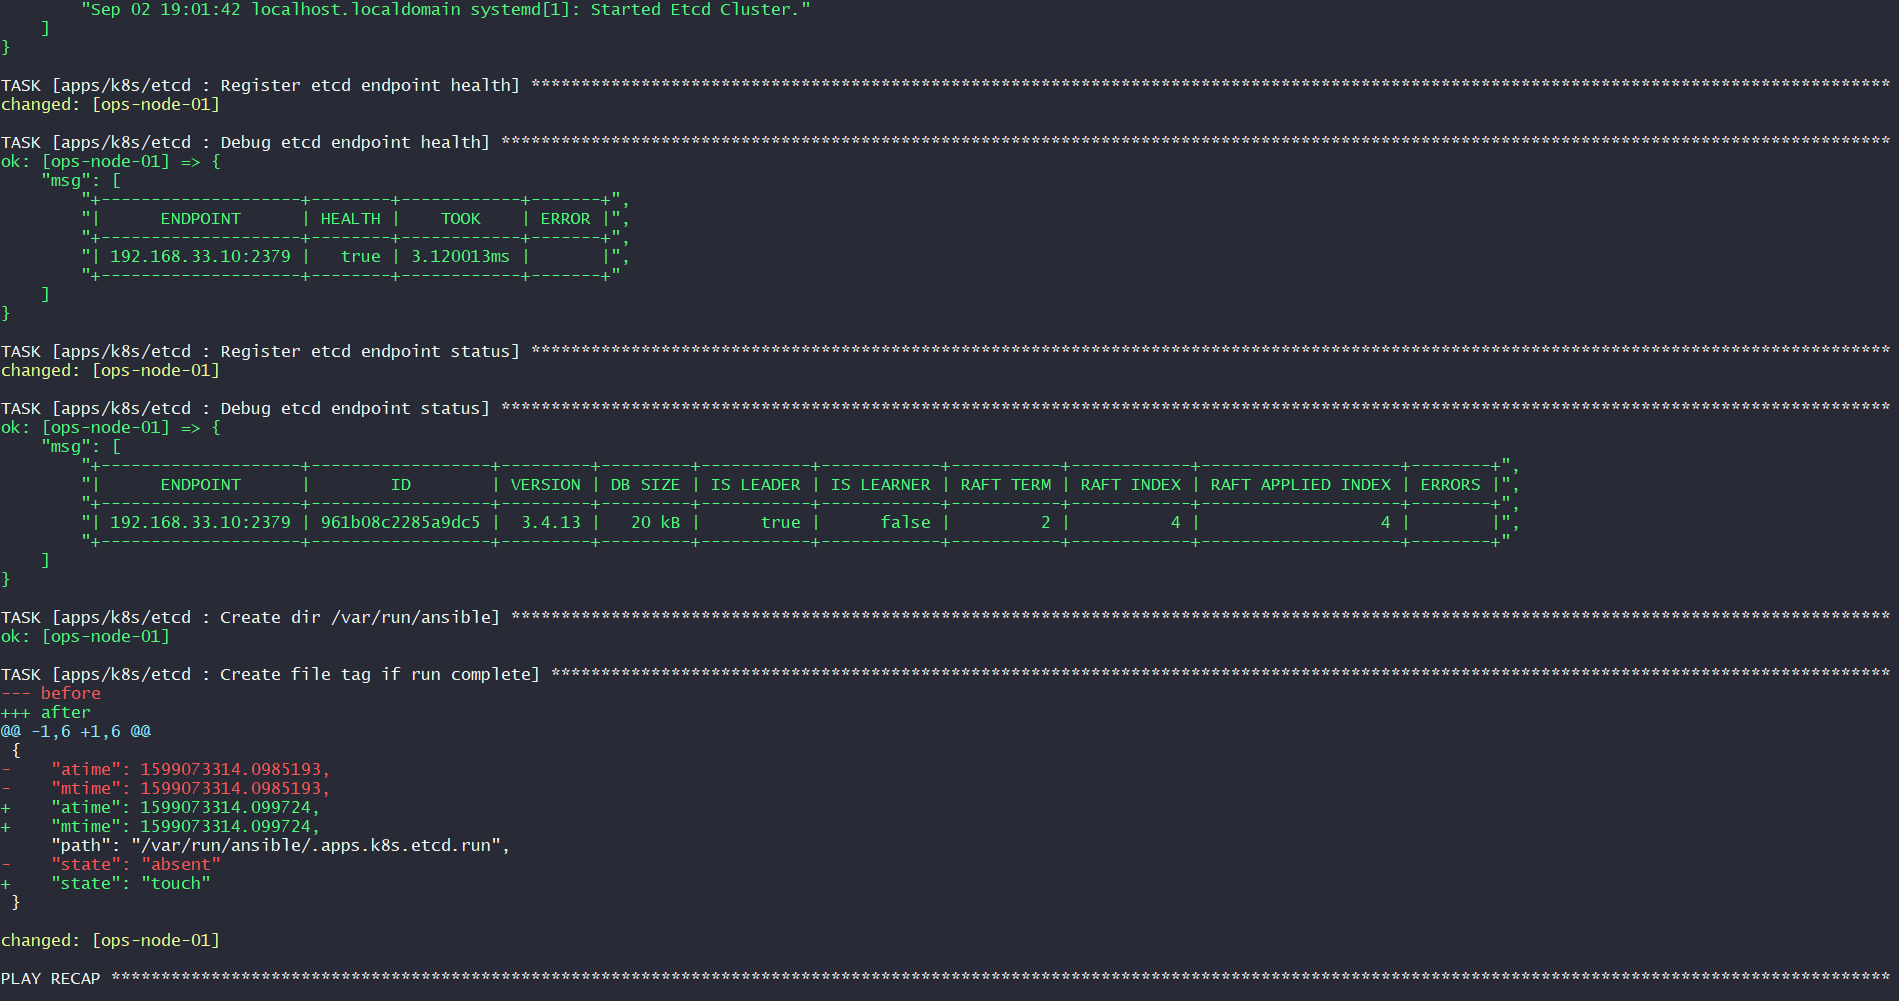 "Sep 02 19:01:42 localhost.localdomain systemd[1]: Started Etcd Cluster."
    ]
}

TASK [apps/k8s/etcd : Register etcd endpoint health] ****************************************************************************************************************************************
changed: [ops-node-01]

TASK [apps/k8s/etcd : Debug etcd endpoint health] *******************************************************************************************************************************************
ok: [ops-node-01] => {
    "msg": [
        "+--------------------+--------+------------+-------+",
        "|      ENDPOINT      | HEALTH |    TOOK    | ERROR |",
        "+--------------------+--------+------------+-------+",
        "| 192.168.33.10:2379 |   true | 3.120013ms |       |",
        "+--------------------+--------+------------+-------+"
    ]
}

TASK [apps/k8s/etcd : Register etcd endpoint status] ****************************************************************************************************************************************
changed: [ops-node-01]

TASK [apps/k8s/etcd : Debug etcd endpoint status] *******************************************************************************************************************************************
ok: [ops-node-01] => {
    "msg": [
        "+--------------------+------------------+---------+---------+-----------+------------+-----------+------------+--------------------+--------+",
        "|      ENDPOINT      |        ID        | VERSION | DB SIZE | IS LEADER | IS LEARNER | RAFT TERM | RAFT INDEX | RAFT APPLIED INDEX | ERRORS |",
        "+--------------------+------------------+---------+---------+-----------+------------+-----------+------------+--------------------+--------+",
        "| 192.168.33.10:2379 | 961b08c2285a9dc5 |  3.4.13 |   20 kB |      true |      false |         2 |          4 |                  4 |        |",
        "+--------------------+------------------+---------+---------+-----------+------------+-----------+------------+--------------------+--------+"
    ]
}

TASK [apps/k8s/etcd : Create dir /var/run/ansible] ******************************************************************************************************************************************
ok: [ops-node-01]

TASK [apps/k8s/etcd : Create file tag if run complete] **************************************************************************************************************************************
--- before
+++ after
@@ -1,6 +1,6 @@
 {
-    "atime": 1599073314.0985193,
-    "mtime": 1599073314.0985193,
+    "atime": 1599073314.099724,
+    "mtime": 1599073314.099724,
     "path": "/var/run/ansible/.apps.k8s.etcd.run",
-    "state": "absent"
+    "state": "touch"
 }

changed: [ops-node-01]

PLAY RECAP **********************************************************************************************************************************************************************************